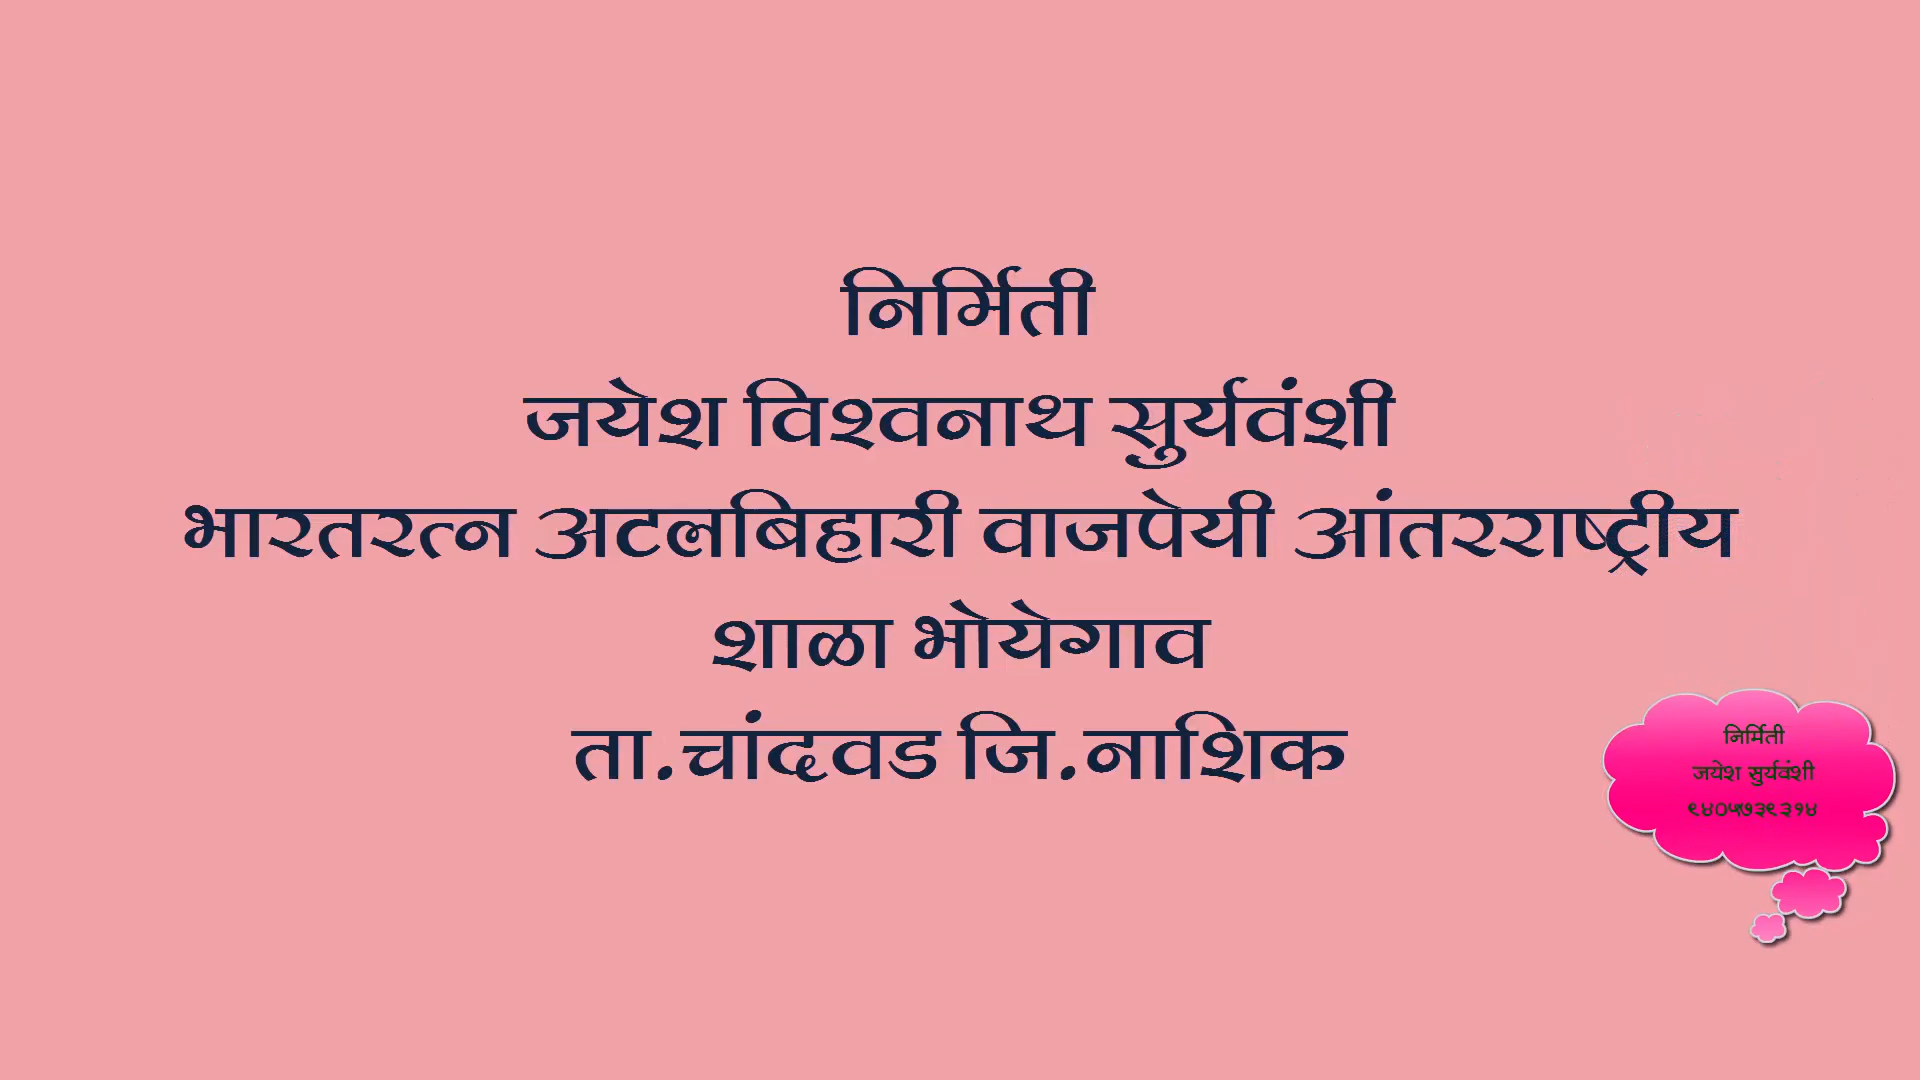 निर्मिती
जयेश विश्वनाथ सुर्यवंशी
भारतरत्न अटलबिहारी वाजपेयी आंतरराष्ट्रीय
शाळा भोयेगाव
ता.चांदवड जि.नाशिक
निर्मिती
जयेश सुर्यवंशी
९४०५७३९३१४